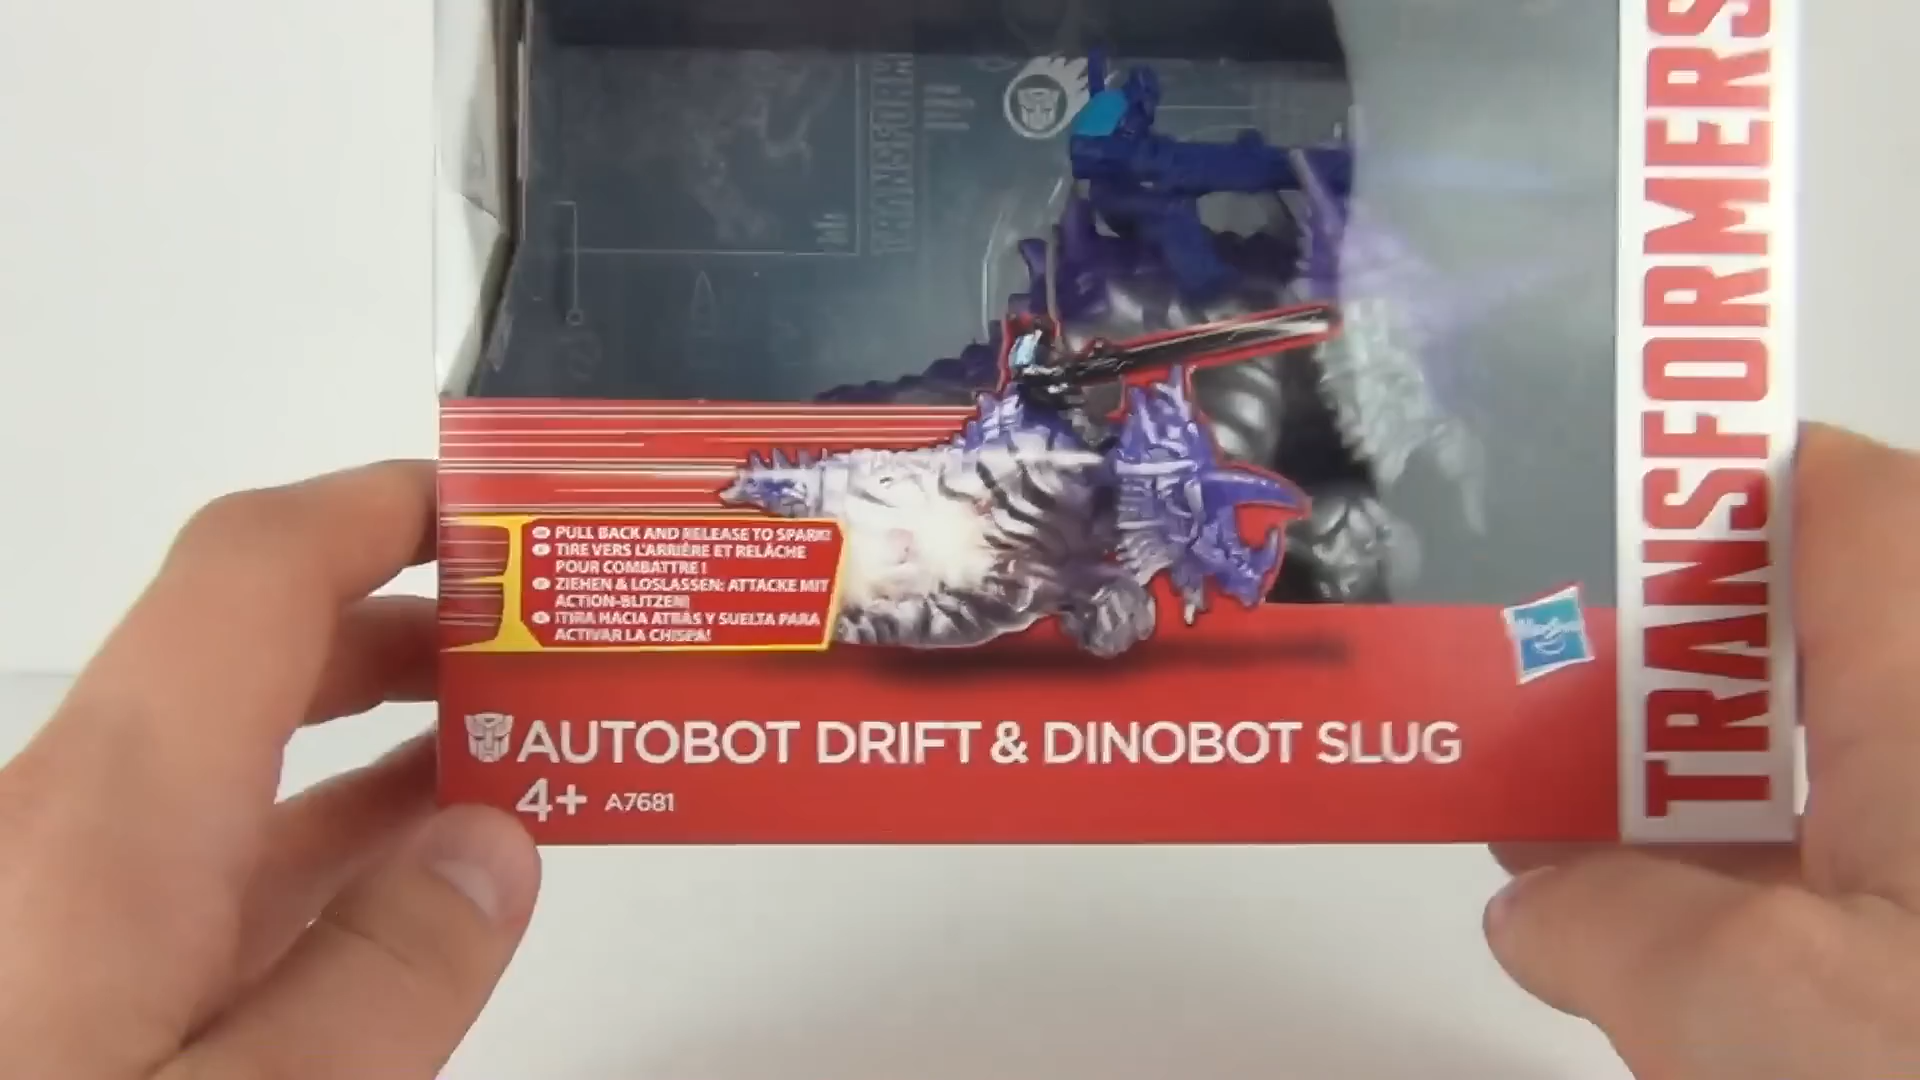 TRANSFORMERS
TRANSFORMERS
PULL BACK AND RELEASE TO SPARK!
TIRE VERS L'ARRIÈRE ET RELÂCHE
POUR COMBATTRE !
ZIEHEN & LOSLASSEN: ATTACKE MIT
ACTION-BLITZEN!
¡TIRA HACIA ATRÁS Y SUELTA PARA
ACTIVAR LA CHISPA!
Hasbro
AUTOBOT DRIFT & DINOBOT SLUG
4+ A7681